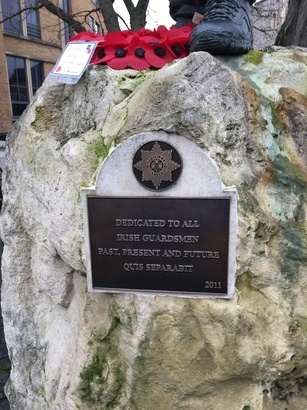 DEDICATED TO ALL
IRISH GUARDSMEN
PAST, PRESENT AND FUTURE
QUIS SEPARABIT
2011